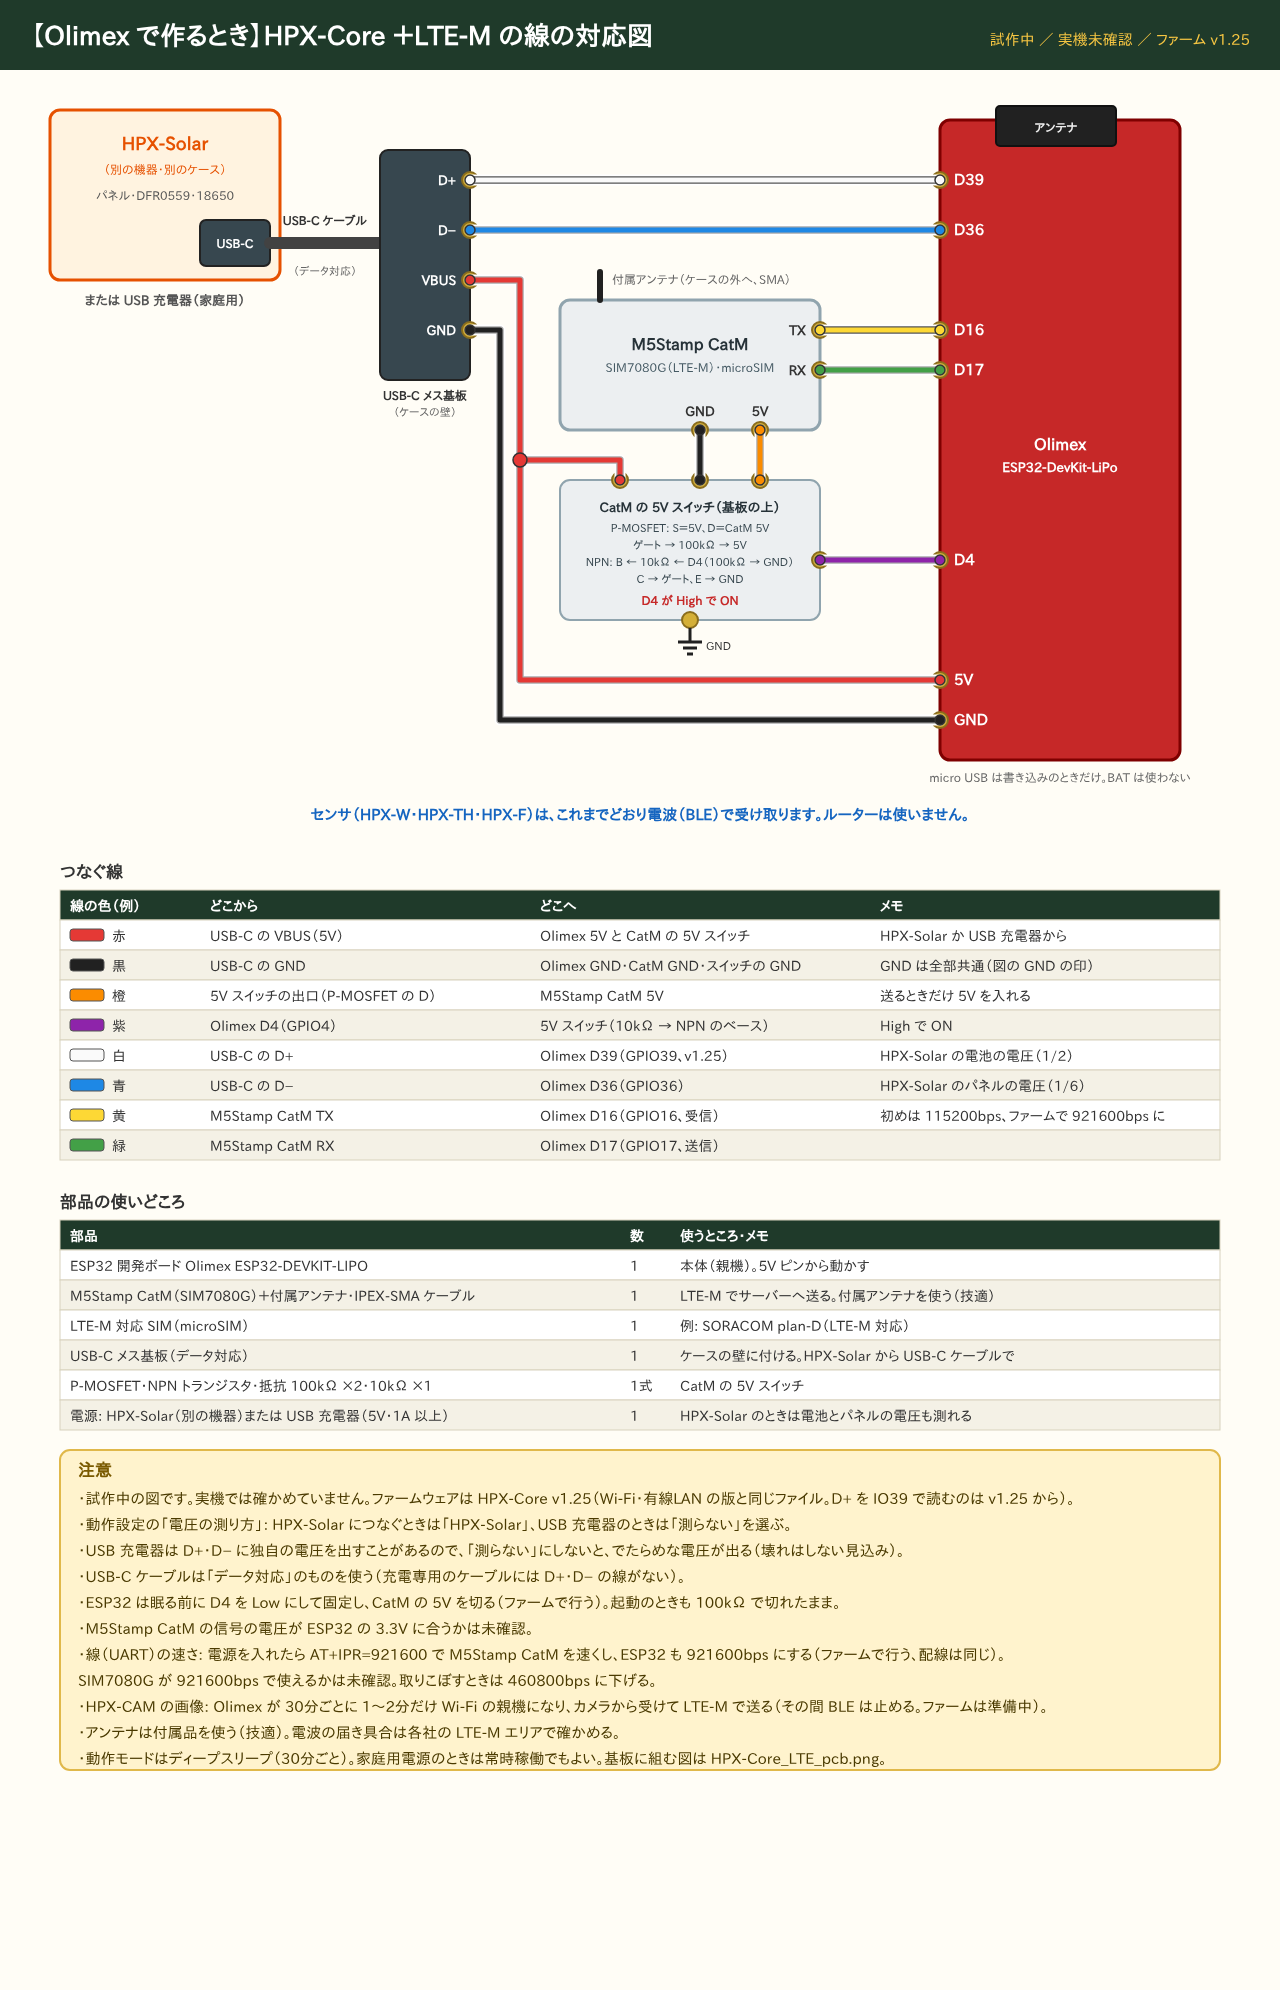 【Olimex で作るとき】HPX-Core ＋LTE-M の線の対応図
試作中 ／ 実機未確認 ／ ファーム v1.25
HPX-Solar
（別の機器・別のケース）
パネル・DFR0559・18650
USB-C
USB-C ケーブル
（データ対応）
または USB 充電器（家庭用）
D+
D−
VBUS
GND
USB-C メス基板
（ケースの壁）
付属アンテナ（ケースの外へ、SMA）
M5Stamp CatM
SIM7080G（LTE-M）・microSIM
TX
RX
GND
5V
CatM の 5V スイッチ（基板の上）
P-MOSFET: S＝5V、D＝CatM 5V
ゲート → 100kΩ → 5V
NPN: B ← 10kΩ ← D4（100kΩ → GND）
C → ゲート、E → GND
D4 が High で ON
GND
アンテナ
D39
D36
D16
D17
Olimex
ESP32-DevKit-LiPo
D4
5V
GND
micro USB は書き込みのときだけ。BAT は使わない
センサ（HPX-W・HPX-TH・HPX-F）は、これまでどおり電波（BLE）で受け取ります。ルーターは使いません。
つなぐ線
線の色（例） どこから どこへ メモ
赤 USB-C の VBUS（5V） Olimex 5V と CatM の 5V スイッチ HPX-Solar か USB 充電器から
黒 USB-C の GND Olimex GND・CatM GND・スイッチの GND GND は全部共通（図の GND の印）
橙 5V スイッチの出口（P-MOSFET の D） M5Stamp CatM 5V 送るときだけ 5V を入れる
紫 Olimex D4（GPIO4） 5V スイッチ（10kΩ → NPN のベース） High で ON
白 USB-C の D+ Olimex D39（GPIO39、v1.25） HPX-Solar の電池の電圧（1/2）
青 USB-C の D− Olimex D36（GPIO36） HPX-Solar のパネルの電圧（1/6）
黄 M5Stamp CatM TX Olimex D16（GPIO16、受信） 初めは 115200bps、ファームで 921600bps に
緑 M5Stamp CatM RX Olimex D17（GPIO17、送信）
部品の使いどころ
部品 数 使うところ・メモ
ESP32 開発ボード Olimex ESP32-DEVKIT-LIPO 1 本体（親機）。5V ピンから動かす
M5Stamp CatM（SIM7080G）＋付属アンテナ・IPEX-SMA ケーブル 1 LTE-M でサーバーへ送る。付属アンテナを使う（技適）
LTE-M 対応 SIM（microSIM） 1 例: SORACOM plan-D（LTE-M 対応）
USB-C メス基板（データ対応） 1 ケースの壁に付ける。HPX-Solar から USB-C ケーブルで
P-MOSFET・NPN トランジスタ・抵抗 100kΩ ×2・10kΩ ×1 1式 CatM の 5V スイッチ
電源: HPX-Solar（別の機器）または USB 充電器（5V・1A 以上） 1 HPX-Solar のときは電池とパネルの電圧も測れる
注意
・試作中の図です。実機では確かめていません。ファームウェアは HPX-Core v1.25（Wi-Fi・有線LAN の版と同じファイル。D+ を IO39 で読むのは v1.25 から）。
・動作設定の「電圧の測り方」: HPX-Solar につなぐときは「HPX-Solar」、USB 充電器のときは「測らない」を選ぶ。
・USB 充電器は D+・D− に独自の電圧を出すことがあるので、「測らない」にしないと、でたらめな電圧が出る（壊れはしない見込み）。
・USB-C ケーブルは「データ対応」のものを使う（充電専用のケーブルには D+・D− の線がない）。
・ESP32 は眠る前に D4 を Low にして固定し、CatM の 5V を切る（ファームで行う）。起動のときも 100kΩ で切れたまま。
・M5Stamp CatM の信号の電圧が ESP32 の 3.3V に合うかは未確認。
・線（UART）の速さ: 電源を入れたら AT+IPR=921600 で M5Stamp CatM を速くし、ESP32 も 921600bps にする（ファームで行う、配線は同じ）。
SIM7080G が 921600bps で使えるかは未確認。取りこぼすときは 460800bps に下げる。
・HPX-CAM の画像: Olimex が 30分ごとに 1～2分だけ Wi-Fi の親機になり、カメラから受けて LTE-M で送る（その間 BLE は止める。ファームは準備中）。
・アンテナは付属品を使う（技適）。電波の届き具合は各社の LTE-M エリアで確かめる。
・動作モードはディープスリープ（30分ごと）。家庭用電源のときは常時稼働でもよい。基板に組む図は HPX-Core_LTE_pcb.png。